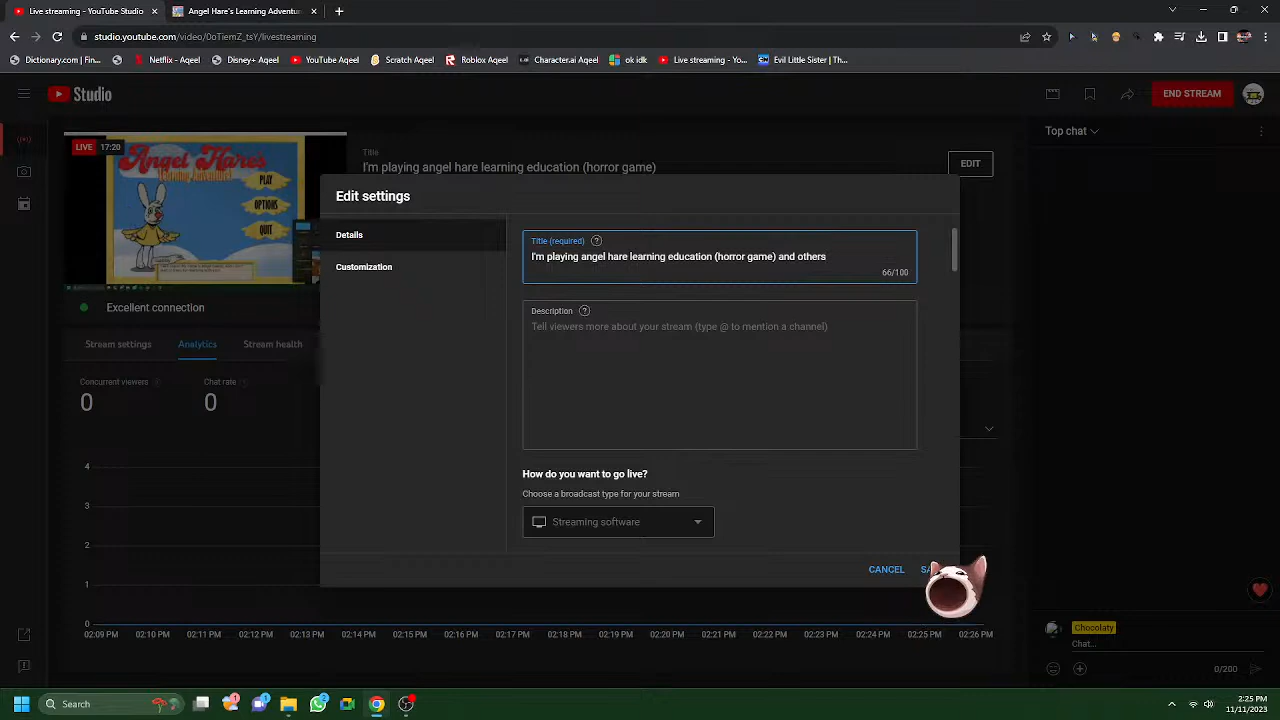 Live streaming - YouTube Studio
Angel Hare's Learning Adventur
studio.youtube.com/video/0oTiemZ_tsY/livestreaming
Dictionary.com | Fin...
Netflix - Aqeel
Disney+ Aqeel
YouTube Aqeel
Scratch Aqeel
Roblox Aqeel
Character.ai Aqeel
ok idk
Live streaming - Yo...
Evil Little Sister | Th...
Studio
END STREAM
LIVE 17:20
Angel Hare's
PLAY
OPTIONS
QUIT
Title
I'm playing angel hare learning education (horror game)
EDIT
Top chat
Edit settings
Details
Customization
Title (required)
I'm playing angel hare learning education (horror game) and others
66/100
Description
Tell viewers more about your stream (type @ to mention a channel)
How do you want to go live?
Choose a broadcast type for your stream
Streaming software
CANCEL
Excellent connection
Stream settings
Analytics
Stream health
Concurrent viewers
Chat rate
0
0
4
3
2
1
0
02:09 PM 02:10 PM 02:11 PM 02:12 PM 02:13 PM 02:14 PM 02:15 PM 02:16 PM 02:17 PM 02:18 PM 02:19 PM 02:20 PM 02:21 PM 02:22 PM 02:23 PM 02:24 PM 02:25 PM 02:26 PM
Chocolaty
Chat...
0/200
Search
1
1
2
2:25 PM
11/11/2023